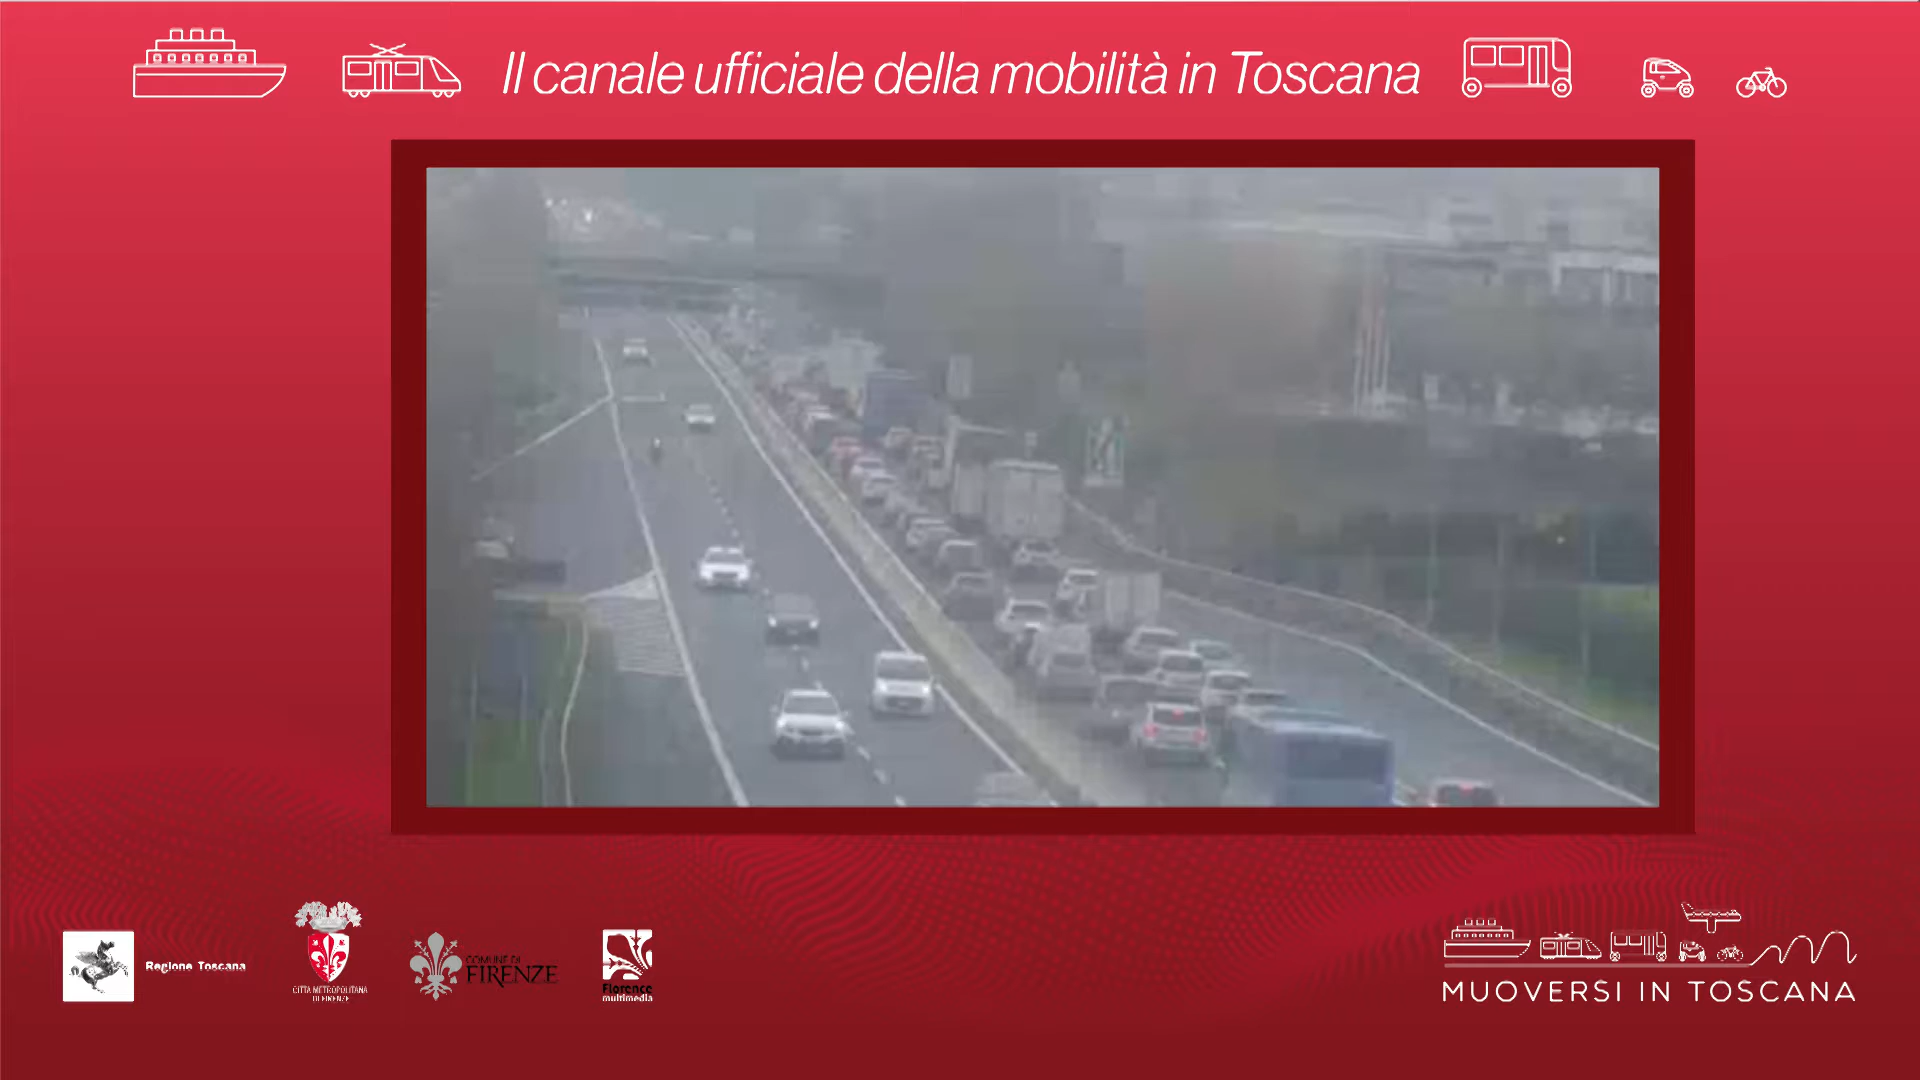 Il canale ufficiale della mobilità in Toscana
Regione Toscana
CITTÀ METROPOLITANA
DI FIRENZE
COMUNE DI
FIRENZE
Florence
multimedia
MUOVERSI IN TOSCANA